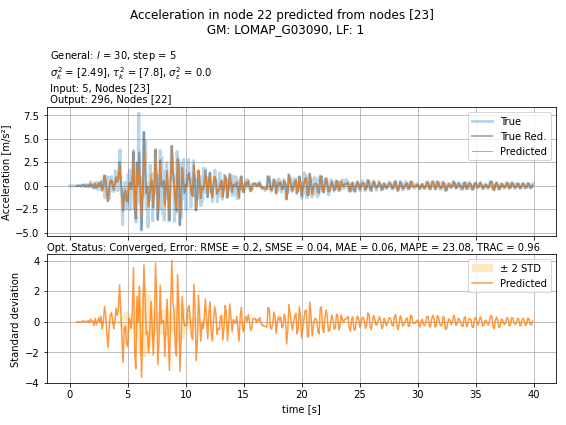 Acceleration in node 22 predicted from nodes [23]
GM: LOMAP_G03090, LF: 1
General: l = 30, step = 5
σ²ₖ = [2.49], τ²ₖ = [7.8], σ²ε = 0.0
Input: 5, Nodes [23]
Output: 296, Nodes [22]
Acceleration [m/s²]
7.5
5.0
2.5
0.0
−2.5
−5.0
True
True Red.
Predicted
Opt. Status: Converged, Error: RMSE = 0.2, SMSE = 0.04, MAE = 0.06, MAPE = 23.08, TRAC = 0.96
Standard deviation
4
2
0
−2
−4
± 2 STD
Predicted
0 5 10 15 20 25 30 35 40
time [s]